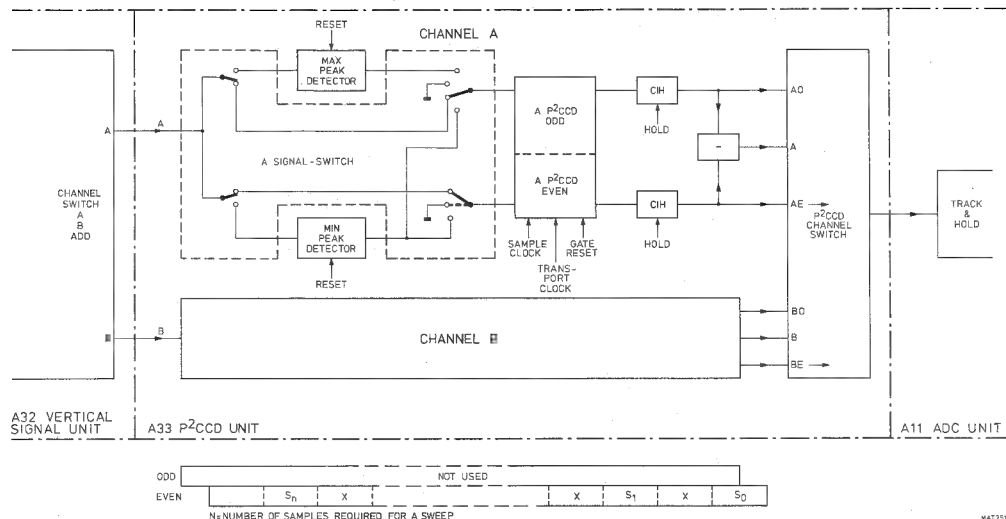 RESET
CHANNEL A
MAX
PEAK
DETECTOR
A
A
A SIGNAL-SWITCH
A P²CCD
ODD
A P²CCD
EVEN
CIH
HOLD
-
CIH
HOLD
AO
A
AE
P²CCD
CHANNEL
SWITCH
TRACK
&
HOLD
CHANNEL
SWITCH
A
B
ADD
MIN
PEAK
DETECTOR
RESET
SAMPLE
CLOCK
TRANS-
PORT
CLOCK
GATE
RESET
B
CHANNEL
BO
B
BE
A32 VERTICAL
SIGNAL UNIT
A33 P²CCD UNIT
A11 ADC UNIT
ODD
NOT USED
EVEN
Sn
X
X
S1
X
S0
N=NUMBER OF SAMPLES REQUIRED FOR A SWEEP